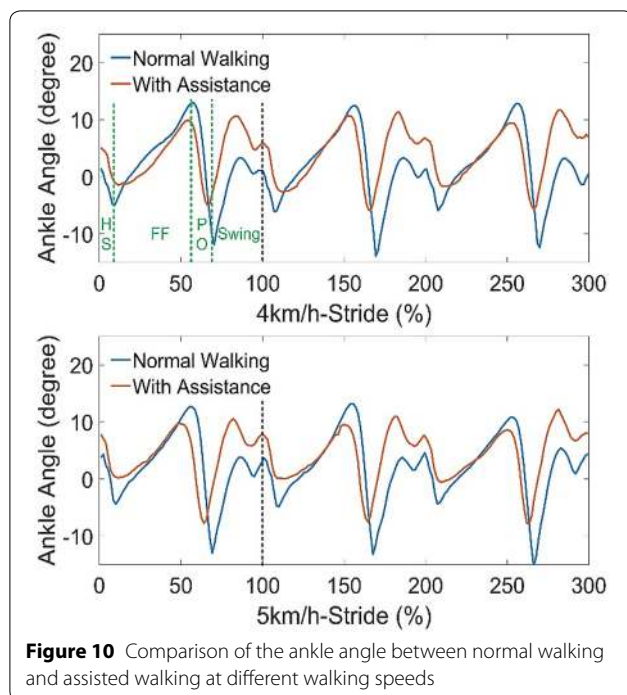 20
10
0
-10
Ankle Angle (degree)
Normal Walking
With Assistance
H
S
FF
P
O
Swing
0 50 100 150 200 250 300
4km/h-Stride (%)
20
10
0
-10
Ankle Angle (degree)
Normal Walking
With Assistance
0 50 100 150 200 250 300
5km/h-Stride (%)
Figure 10 Comparison of the ankle angle between normal walking
and assisted walking at different walking speeds